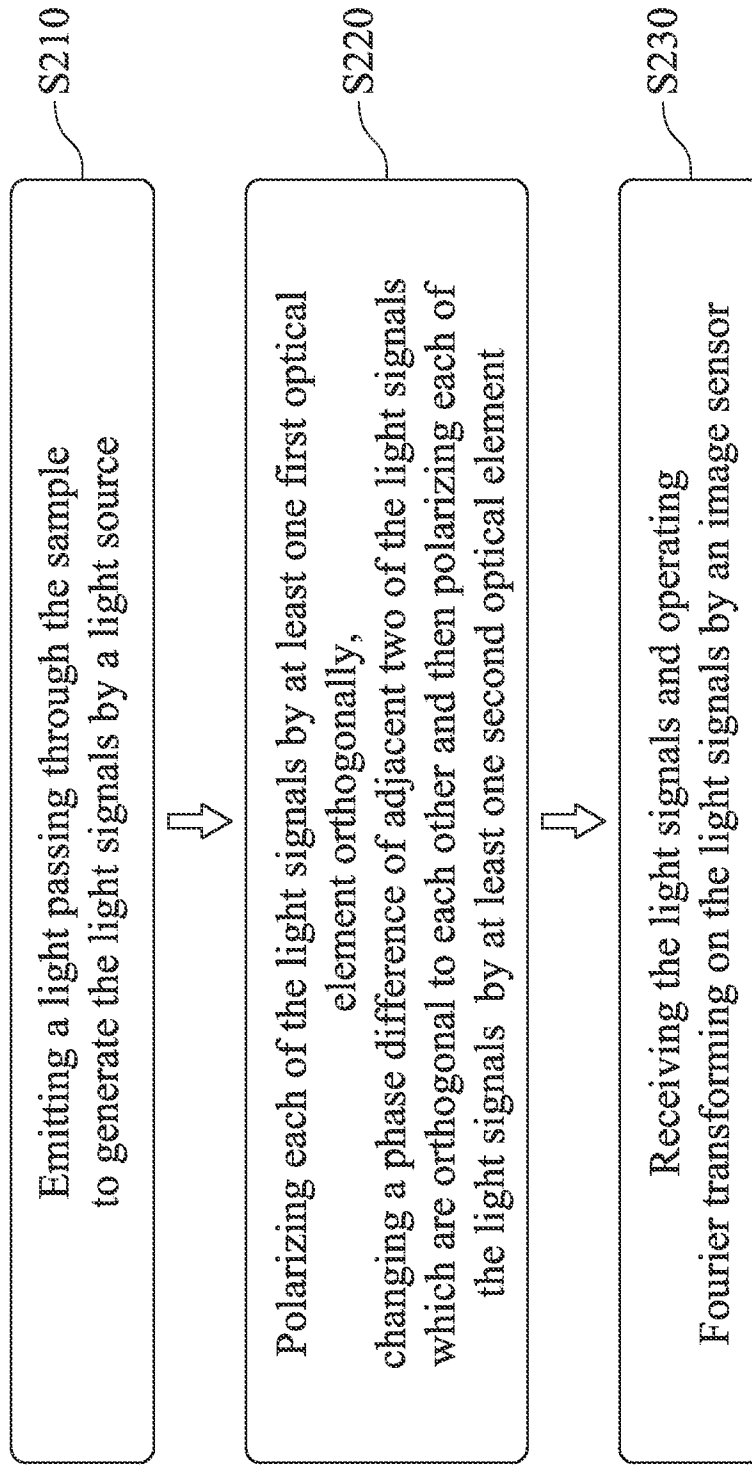 Emitting a light passing through the sample
to generate the light signals by a light source
S210
Polarizing each of the light signals by at least one first optical
element orthogonally,
changing a phase difference of adjacent two of the light signals
which are orthogonal to each other and then polarizing each of
the light signals by at least one second optical element
S220
Receiving the light signals and operating
Fourier transforming on the light signals by an image sensor
S230